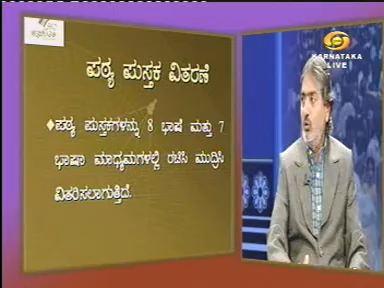 KARNATAKA
LIVE
ಪಠ್ಯ ಪುಸ್ತಕ ವಿತರಣೆ
ಪಠ್ಯ ಪುಸ್ತಕಗಳನ್ನು 8 ಭಾಷೆ ಮತ್ತು 7
ಭಾಷಾ ಮಾಧ್ಯಮಗಳಲ್ಲಿ ರಚಿಸಿ ಮುದ್ರಿಸಿ
ವಿತರಿಸಲಾಗುತ್ತಿದೆ.